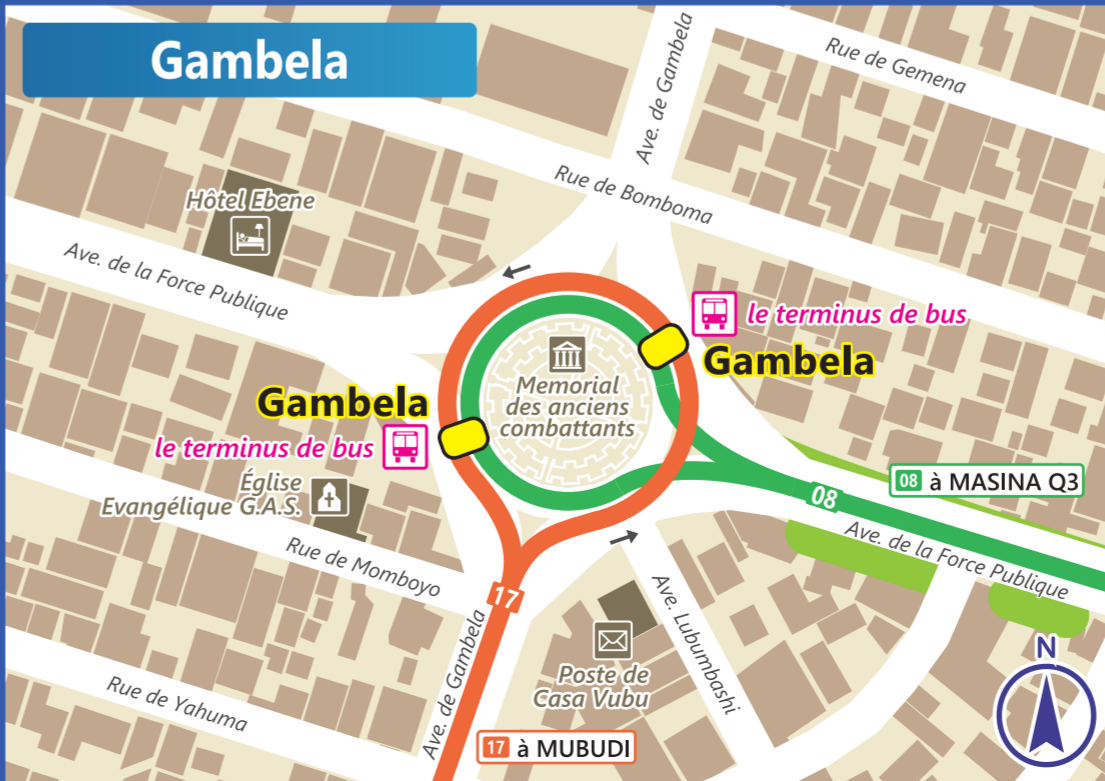 Gambela
Rue de Gemena
Ave. de Gambela
Rue de Bomboma
Hôtel Ebene
Ave. de la Force Publique
le terminus de bus
Gambela
Memorial
des anciens
combattants
Gambela
le terminus de bus
Église
Evangélique G.A.S.
08 à MASINA Q3
08
Ave. de la Force Publique
Rue de Momboyo
17
Ave. Lubumbashi
Ave. de Gambela
Poste de
Casa Vubu
N
Rue de Yahuma
17 à MUBUDI